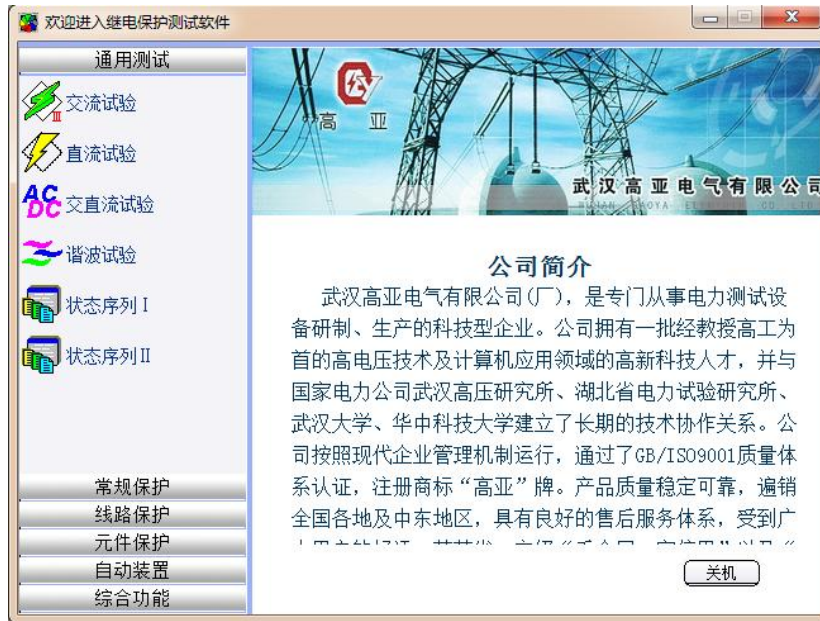 欢迎进入继电保护测试软件
通用测试
交流试验
直流试验
AC
DC
交直流试验
谐波试验
状态序列 I
状态序列 II
常规保护
线路保护
元件保护
自动装置
综合功能
高 亚
武汉高亚电气有限公司
公司简介
武汉高亚电气有限公司(厂)，是专门从事电力测试设
备研制、生产的科技型企业。公司拥有一批经教授高工为
首的高电压技术及计算机应用领域的高新科技人才，并与
国家电力公司武汉高压研究所、湖北省电力试验研究所、
武汉大学、华中科技大学建立了长期的技术协作关系。公
司按照现代企业管理机制运行，通过了GB/ISO9001质量体
系认证，注册商标“高亚”牌。产品质量稳定可靠，遍销
全国各地及中东地区，具有良好的售后服务体系，受到广
关机